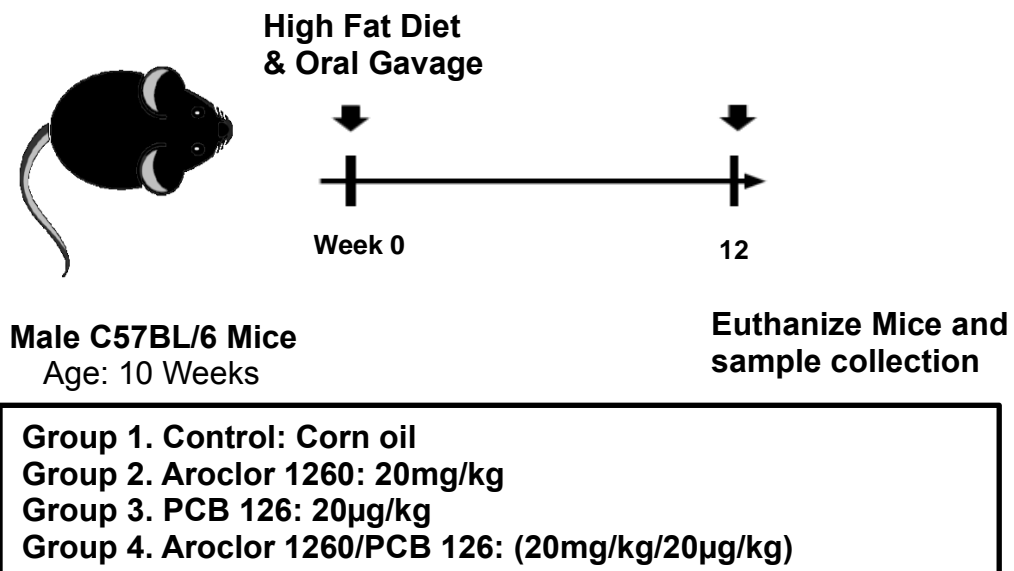 High Fat Diet
& Oral Gavage
Week 0
12
Male C57BL/6 Mice
Age: 10 Weeks
Euthanize Mice and
sample collection
Group 1. Control: Corn oil
Group 2. Aroclor 1260: 20mg/kg
Group 3. PCB 126: 20µg/kg
Group 4. Aroclor 1260/PCB 126: (20mg/kg/20µg/kg)